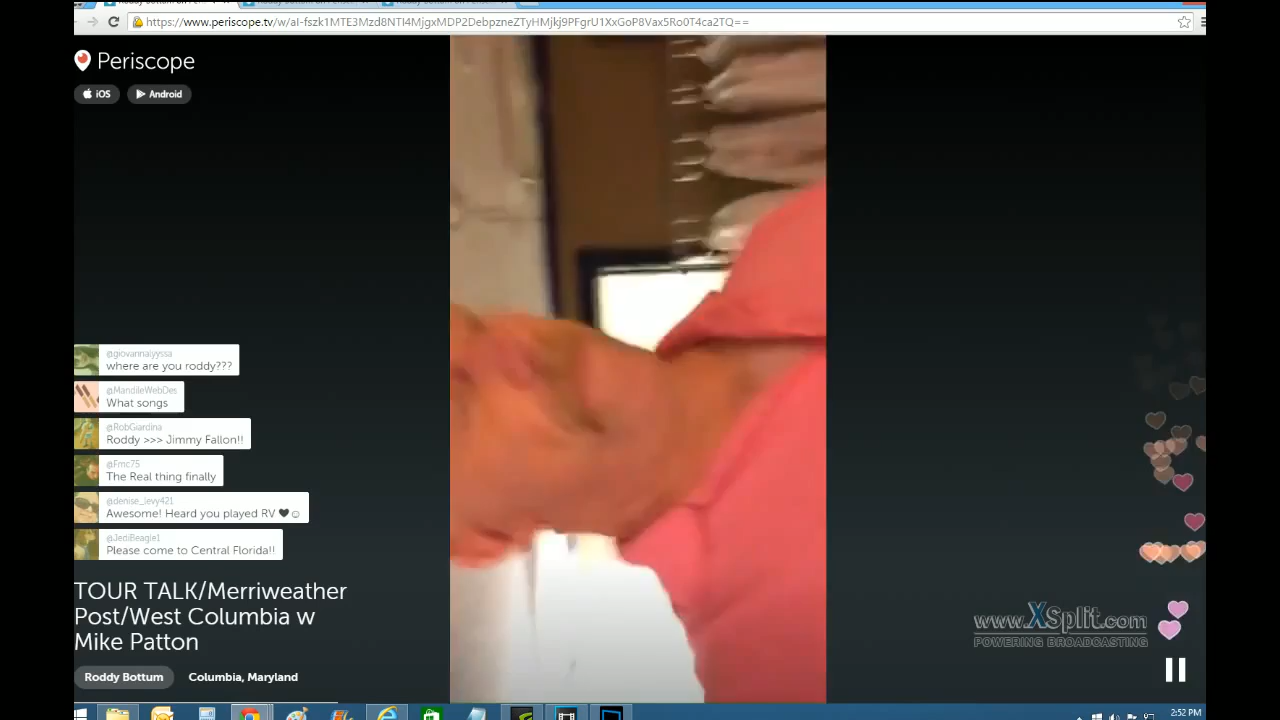 https://www.periscope.tv/w/aI-fszk1MTE3Mzd8NTI4MjgxMDP2DebpzneZTyHMjkj9PFgrU1XxGoP8Vax5Ro0T4ca2TQ==
Periscope
iOS
Android
@giovannalyyssa
where are you roddy???
@MandileWebDes
What songs
@RobGiardina
Roddy >>> Jimmy Fallon!!
@Fmc75
The Real thing finally
@denise_levy421
Awesome! Heard you played RV ♥☺
@JediBeagle1
Please come to Central Florida!!
TOUR TALK/Merriweather
Post/West Columbia w
Mike Patton
Roddy Bottum
Columbia, Maryland
www.XSplit.com
POWERING BROADCASTING
2:52 PM